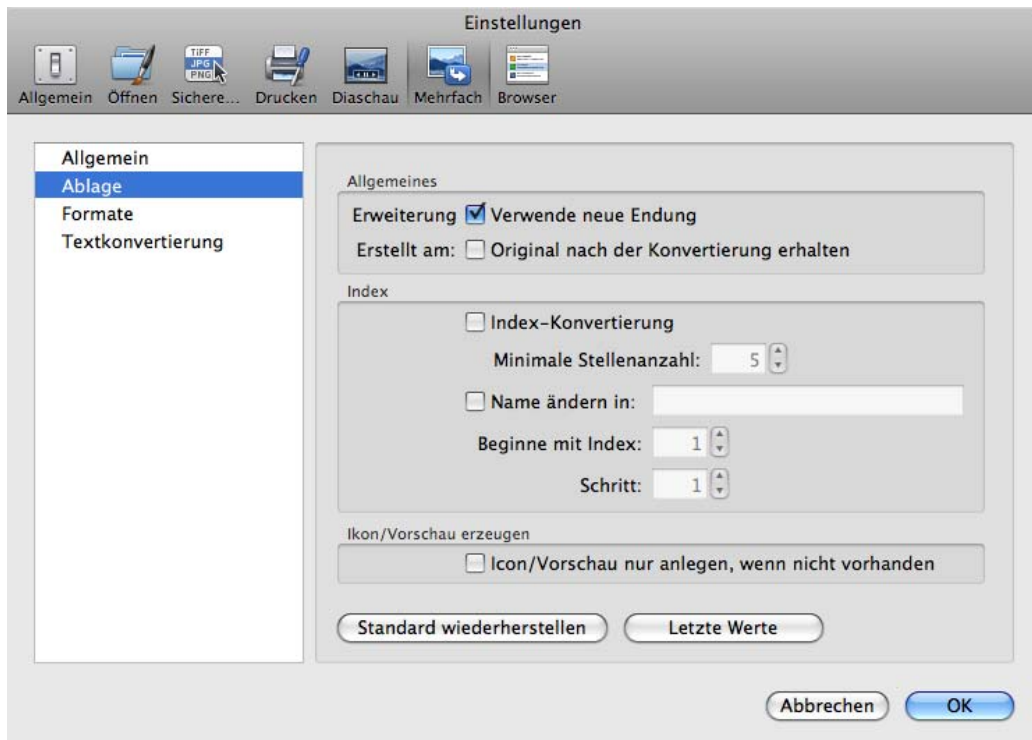 Einstellungen
TIFF
JPG
PNG
Allgemein Öffnen Sichere... Drucken Diaschau Mehrfach Browser
Allgemein
Ablage
Formate
Textkonvertierung
Allgemeines
Erweiterung Verwende neue Endung
Erstellt am: Original nach der Konvertierung erhalten
Index
Index-Konvertierung
Minimale Stellenanzahl: 5
Name ändern in:
Beginne mit Index: 1
Schritt: 1
Ikon/Vorschau erzeugen
Icon/Vorschau nur anlegen, wenn nicht vorhanden
Standard wiederherstellen Letzte Werte
Abbrechen OK